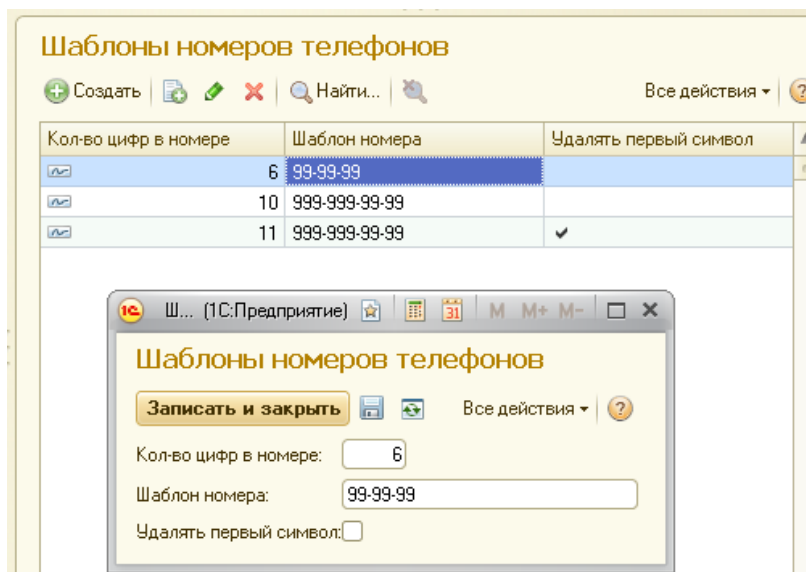 Шаблоны номеров телефонов
Создать Найти... Все действия ?
Кол-во цифр в номере Шаблон номера Удалять первый символ
6 99-99-99
10 999-999-99-99
11 999-999-99-99
1С Ш... (1С:Предприятие) 31 M M+ M-
Шаблоны номеров телефонов
Записать и закрыть Все действия ?
Кол-во цифр в номере: 6
Шаблон номера: 99-99-99
Удалять первый символ: